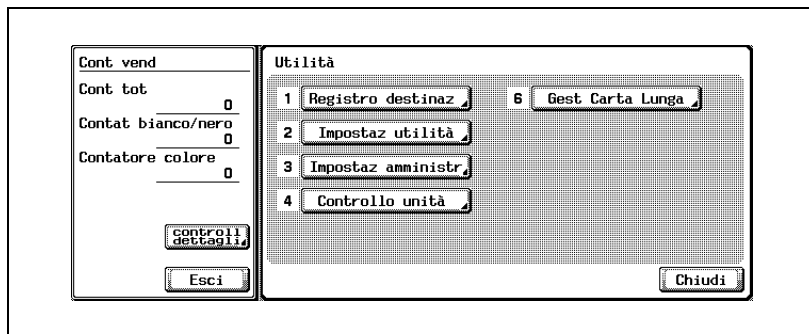 Cont vend
Cont tot
0
Contat bianco/nero
0
Contatore colore
0
controll
dettagli
Esci
Utilità
1 Registro destinaz
2 Impostaz utilità
3 Impostaz amministr
4 Controllo unità
6 Gest Carta Lunga
Chiudi